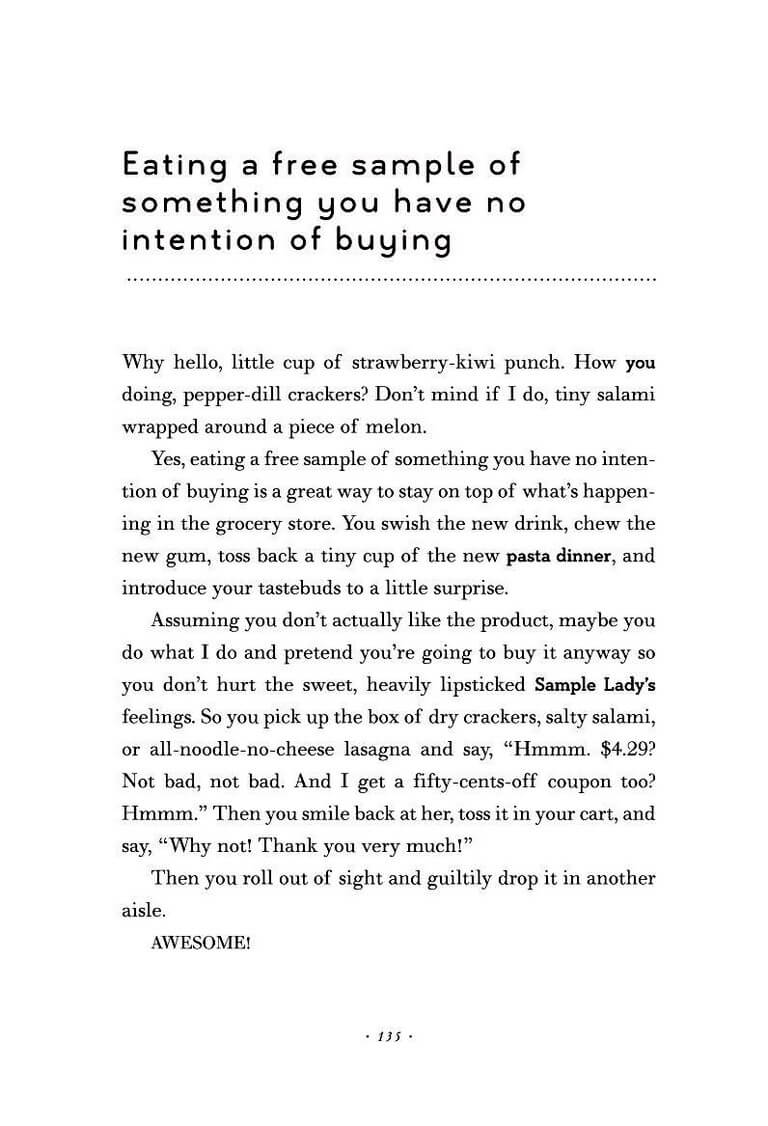 Eating a free sample of
something you have no
intention of buying
Why hello, little cup of strawberry-kiwi punch. How you
doing, pepper-dill crackers? Don’t mind if I do, tiny salami
wrapped around a piece of melon.
Yes, eating a free sample of something you have no inten-
tion of buying is a great way to stay on top of what’s happen-
ing in the grocery store. You swish the new drink, chew the
new gum, toss back a tiny cup of the new pasta dinner, and
introduce your tastebuds to a little surprise.
Assuming you don’t actually like the product, maybe you
do what I do and pretend you’re going to buy it anyway so
you don’t hurt the sweet, heavily lipsticked Sample Lady’s
feelings. So you pick up the box of dry crackers, salty salami,
or all-noodle-no-cheese lasagna and say, “Hmmm. $4.29?
Not bad, not bad. And I get a fifty-cents-off coupon too?
Hmmm.” Then you smile back at her, toss it in your cart, and
say, “Why not! Thank you very much!”
Then you roll out of sight and guiltily drop it in another
aisle.
AWESOME!
· 135 ·